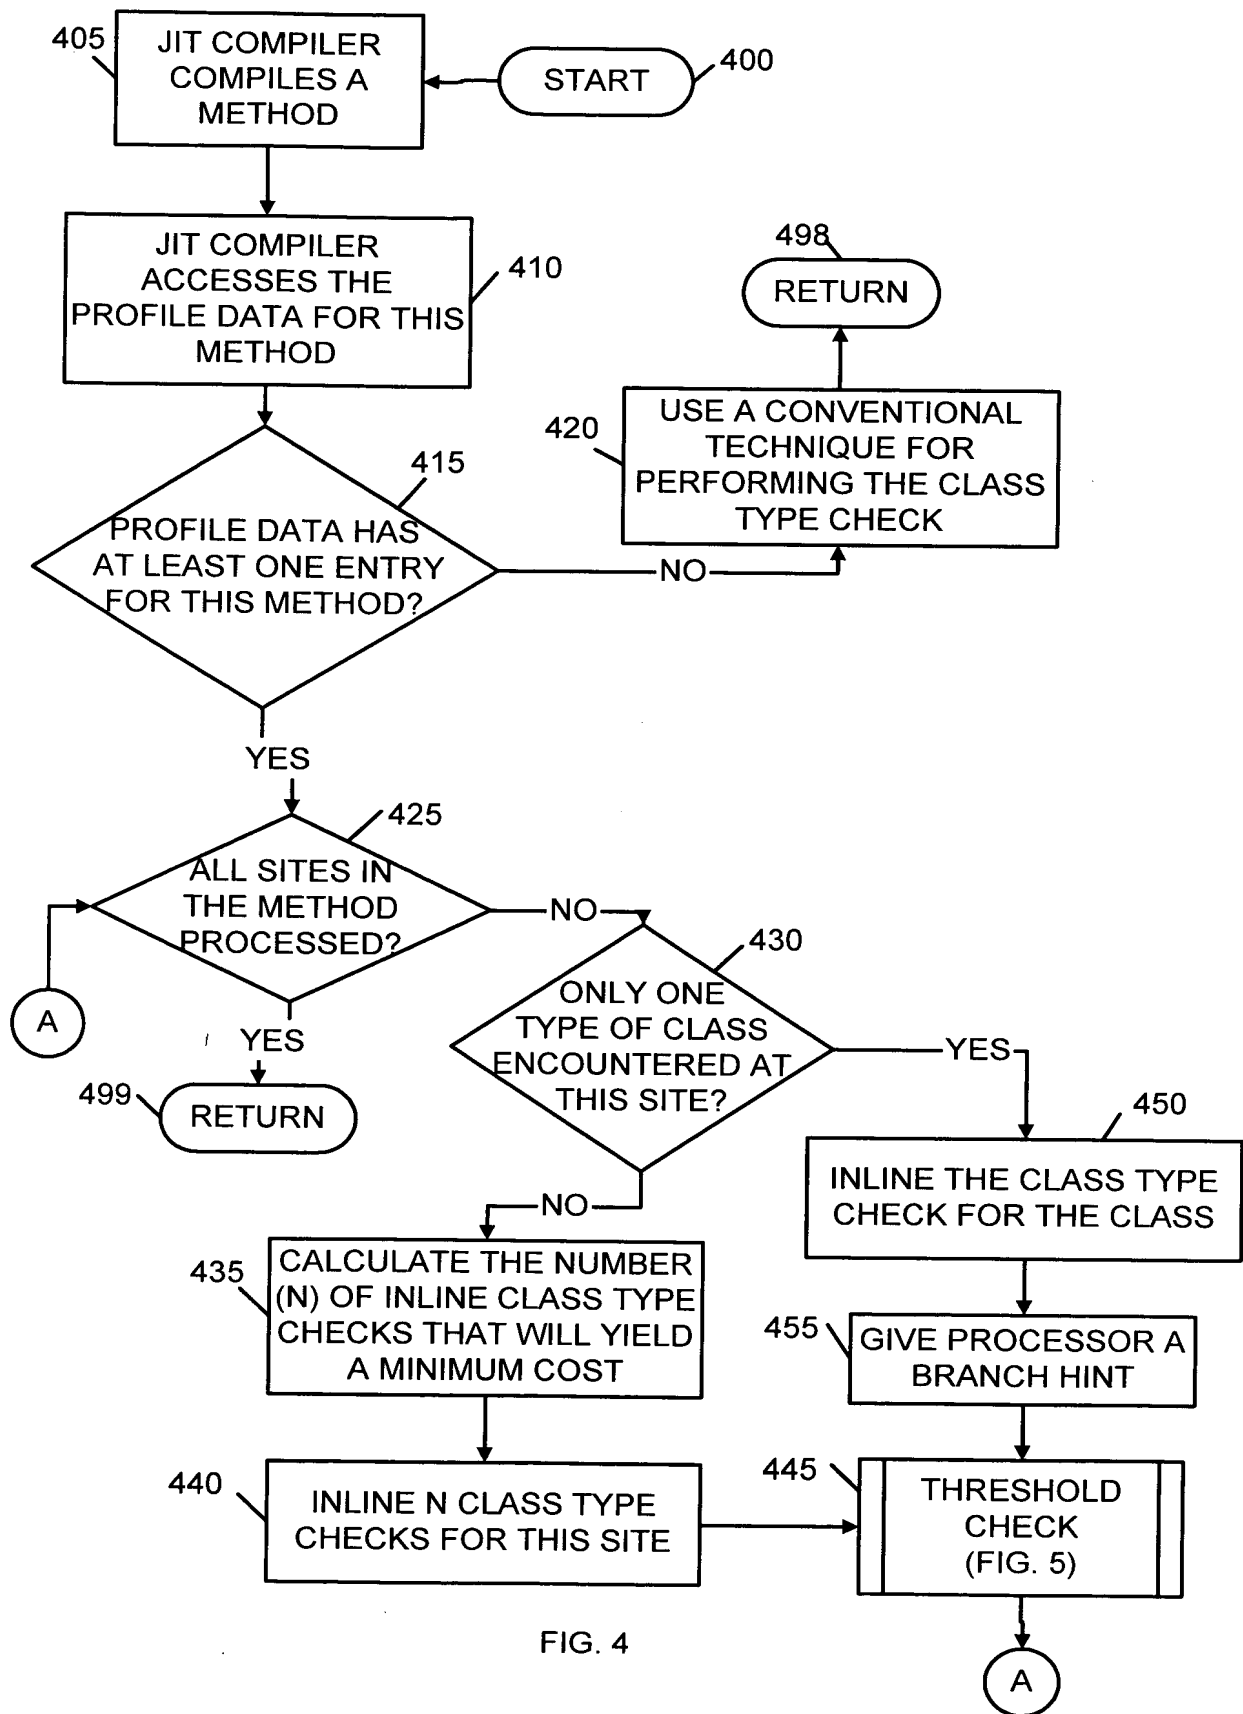 405
JIT COMPILER
COMPILES A
METHOD
START
400
JIT COMPILER
ACCESSES THE
PROFILE DATA FOR THIS
METHOD
410
498
RETURN
420
USE A CONVENTIONAL
TECHNIQUE FOR
PERFORMING THE CLASS
TYPE CHECK
415
PROFILE DATA HAS
AT LEAST ONE ENTRY
FOR THIS METHOD?
NO
YES
425
ALL SITES IN
THE METHOD
PROCESSED?
NO
A
YES
499
RETURN
430
ONLY ONE
TYPE OF CLASS
ENCOUNTERED AT
THIS SITE?
YES
NO
450
INLINE THE CLASS TYPE
CHECK FOR THE CLASS
435
CALCULATE THE NUMBER
(N) OF INLINE CLASS TYPE
CHECKS THAT WILL YIELD
A MINIMUM COST
455
GIVE PROCESSOR A
BRANCH HINT
440
INLINE N CLASS TYPE
CHECKS FOR THIS SITE
445
THRESHOLD
CHECK
(FIG. 5)
A
FIG. 4